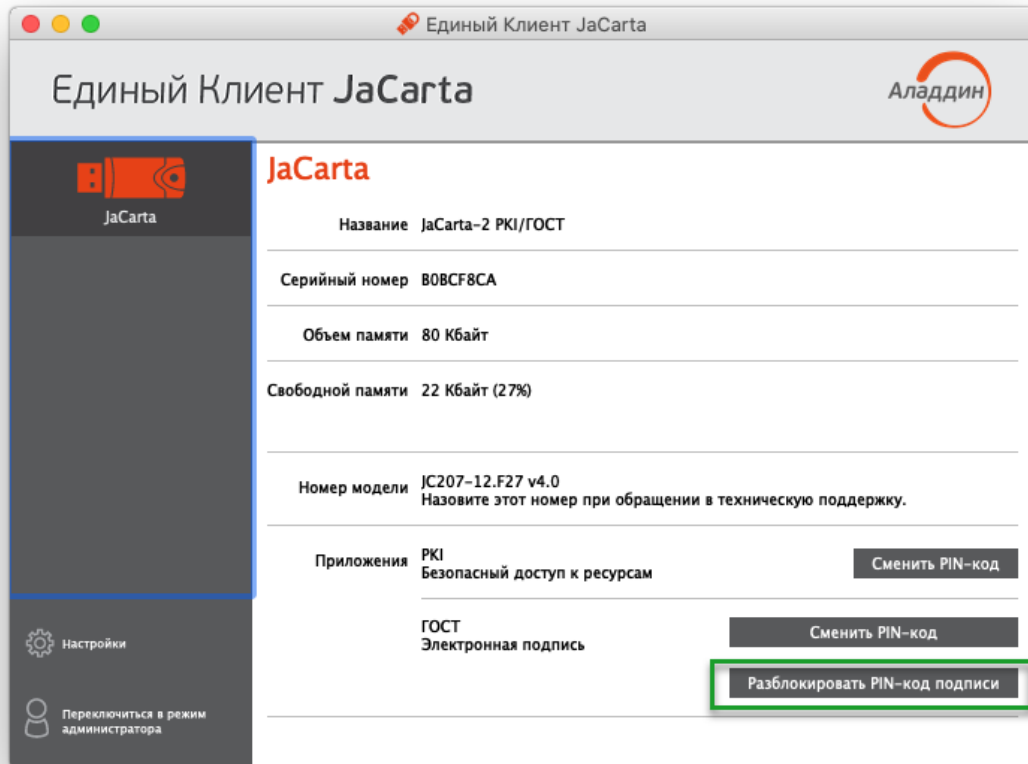 Единый Клиент JaCarta
Единый Клиент JaCarta
Аладдин
JaCarta
JaCarta
Название JaCarta-2 PKI/ГОСТ
Серийный номер B0BCF8CA
Объем памяти 80 Кбайт
Свободной памяти 22 Кбайт (27%)
Номер модели JC207-12.F27 v4.0
Назовите этот номер при обращении в техническую поддержку.
Приложения PKI
Безопасный доступ к ресурсам
Сменить PIN-код
ГОСТ
Электронная подпись
Сменить PIN-код
Разблокировать PIN-код подписи
Настройки
Переключиться в режим
администратора